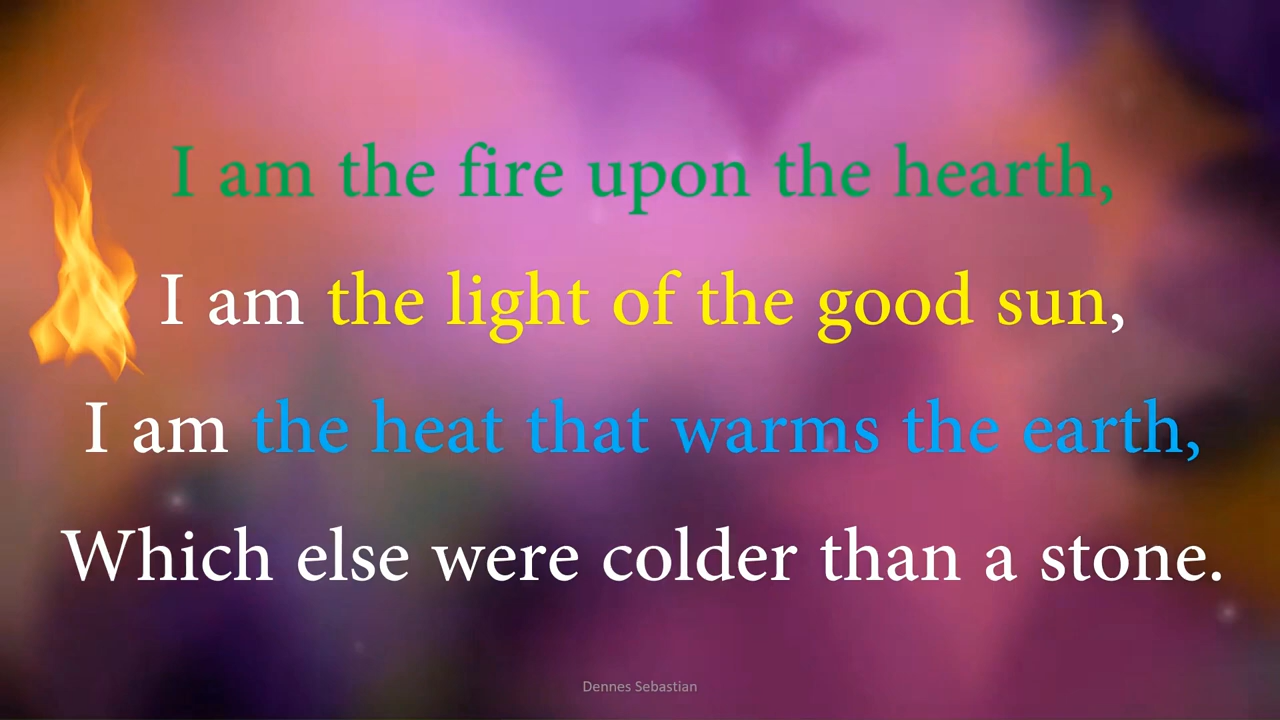 I am the fire upon the hearth,
I am the light of the good sun,
I am the heat that warms the earth,
Which else were colder than a stone.
Dennes Sebastian